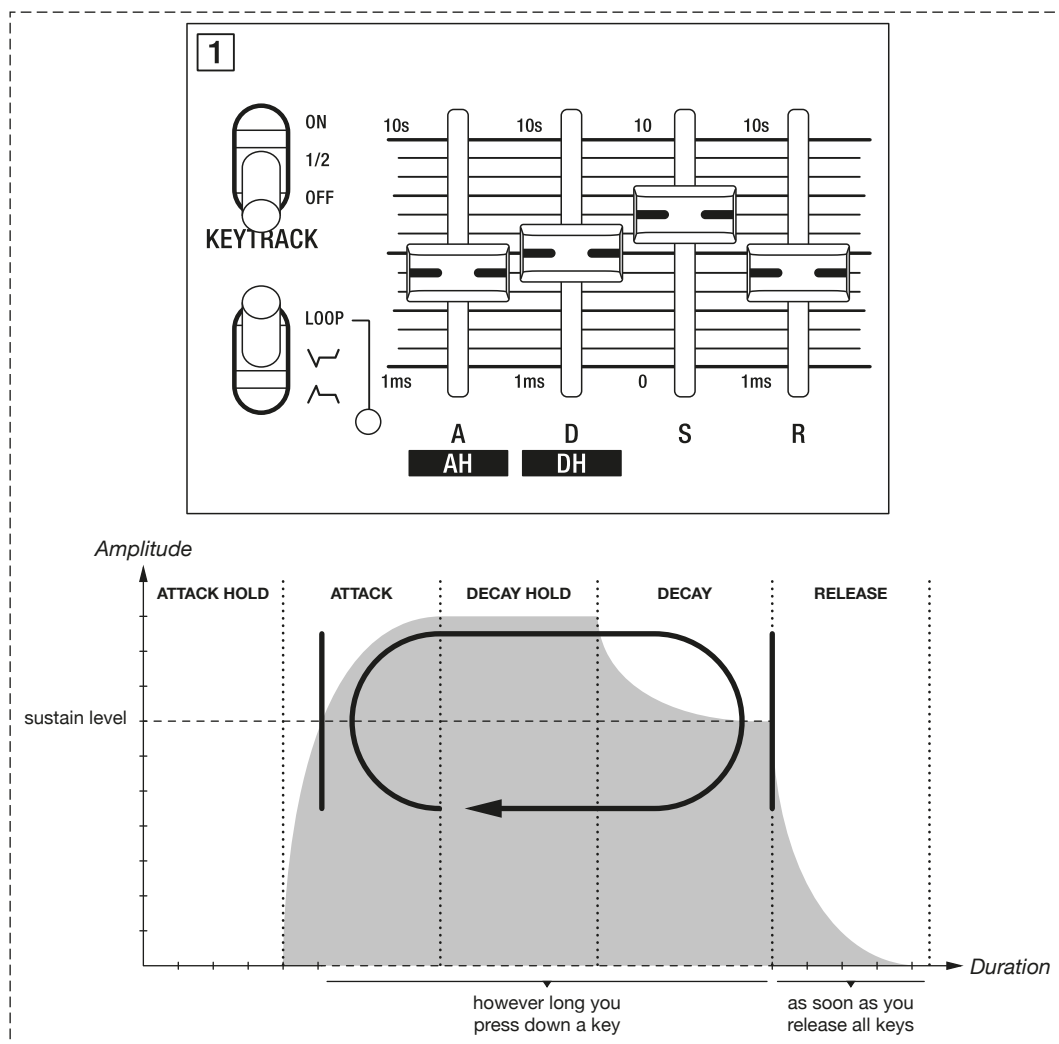 1
ON
1/2
OFF
KEYTRACK
LOOP
10s 10s 10 10s
1ms 1ms 0 1ms
A D S R
AH DH
Amplitude
ATTACK HOLD ATTACK DECAY HOLD DECAY RELEASE
sustain level
Duration
however long you
press down a key
as soon as you
release all keys